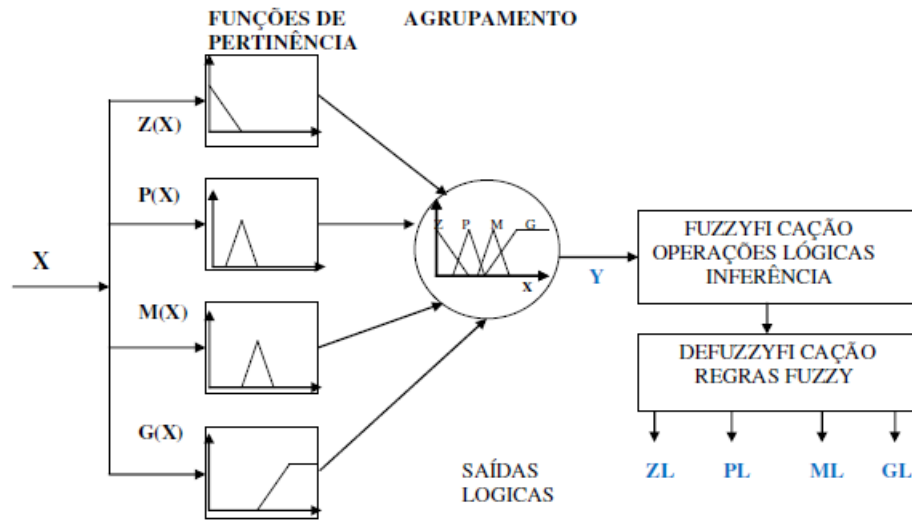 FUNÇÕES DE
PERTINÊNCIA
AGRUPAMENTO
Z(X)
P(X)
X
M(X)
G(X)
Z P M G
X
Y
FUZZYFI CAÇÃO
OPERAÇÕES LÓGICAS
INFERÊNCIA
DEFUZZYFI CAÇÃO
REGRAS FUZZY
SAÍDAS
LOGICAS
ZL PL ML GL